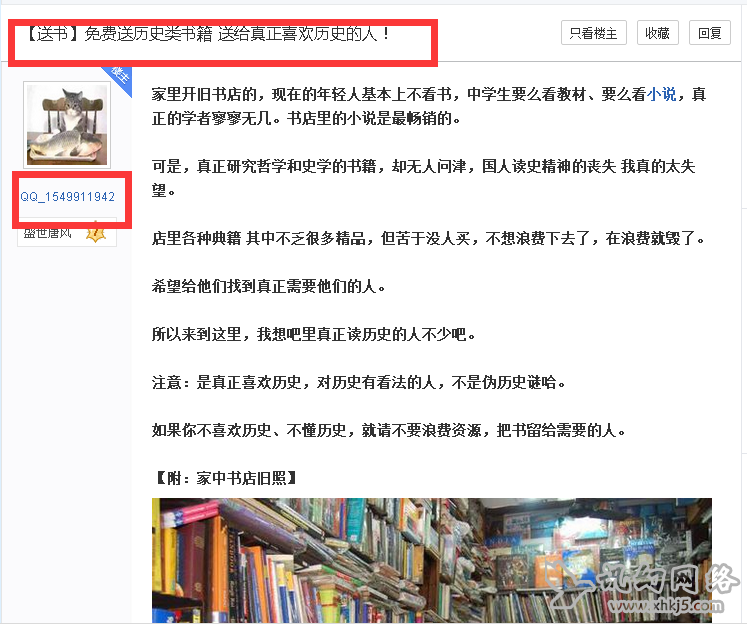 【送书】免费送历史类书籍 送给真正喜欢历史的人！
只看楼主
收藏
回复
楼主
QQ_1549911942
盛世唐风 7
家里开旧书店的，现在的年轻人基本上不看书，中学生要么看教材、要么看小说，真
正的学者寥寥无几。书店里的小说是最畅销的。
可是，真正研究哲学和史学的书籍，却无人问津，国人读史精神的丧失 我真的太失
望。
店里各种典籍 其中不乏很多精品，但苦于没人买，不想浪费下去了，在浪费就毁了。
希望给他们找到真正需要他们的人。
所以来到这里，我想吧里真正读历史的人不少吧。
注意：是真正喜欢历史，对历史有看法的人，不是伪历史谜哈。
如果你不喜欢历史、不懂历史，就请不要浪费资源，把书留给需要的人。
【附：家中书店旧照】
www.xhkj5.com